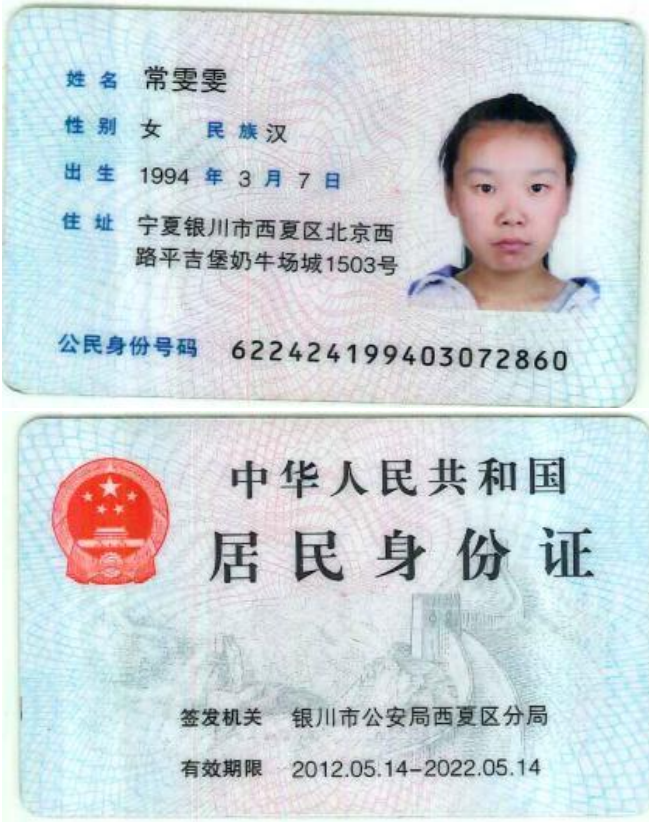 姓名 常雯雯
性别 女 民族 汉
出生 1994 年 3 月 7 日
住址 宁夏银川市西夏区北京西
路平吉堡奶牛场城1503号
公民身份号码 622424199403072860
中华人民共和国
居民身份证
签发机关 银川市公安局西夏区分局
有效期限 2012.05.14-2022.05.14